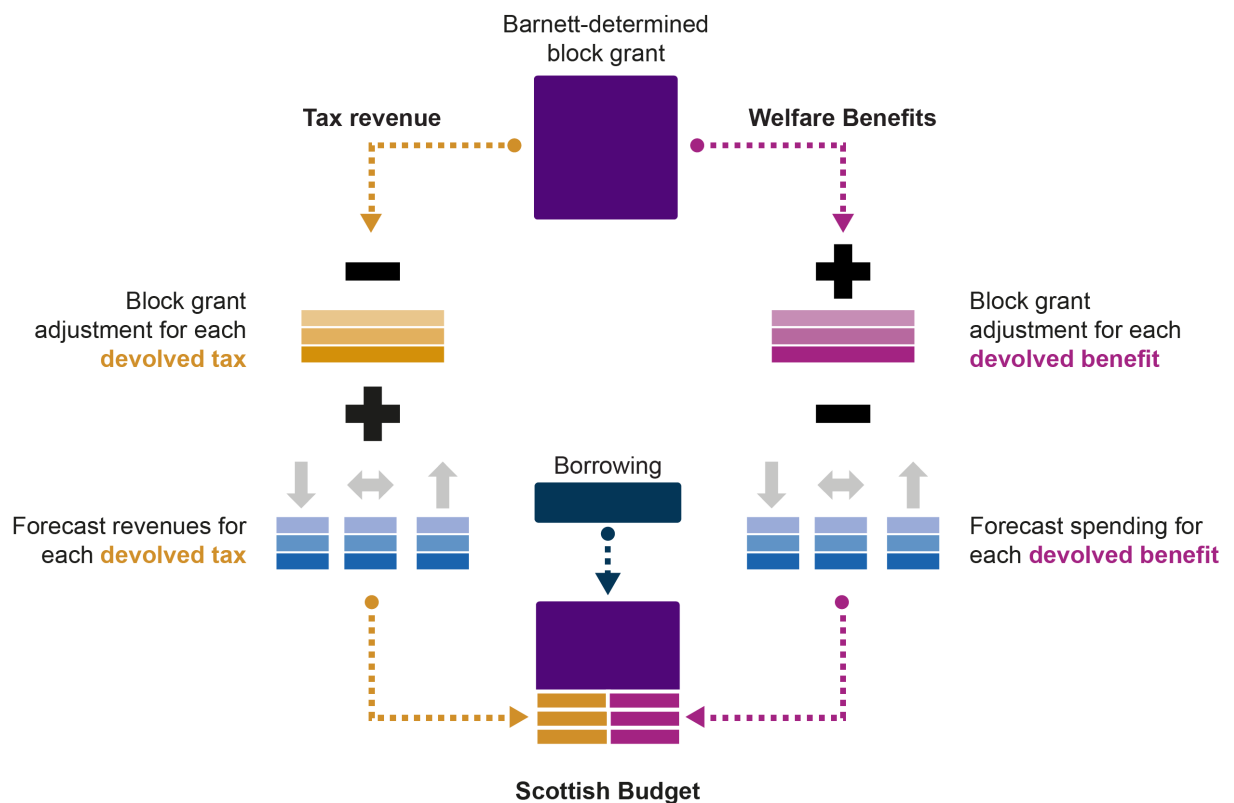 Barnett-determined
block grant
Tax revenue
Welfare Benefits
Block grant
adjustment for each
devolved tax
Block grant
adjustment for each
devolved benefit
Borrowing
Forecast revenues for
each devolved tax
Forecast spending for
each devolved benefit
Scottish Budget